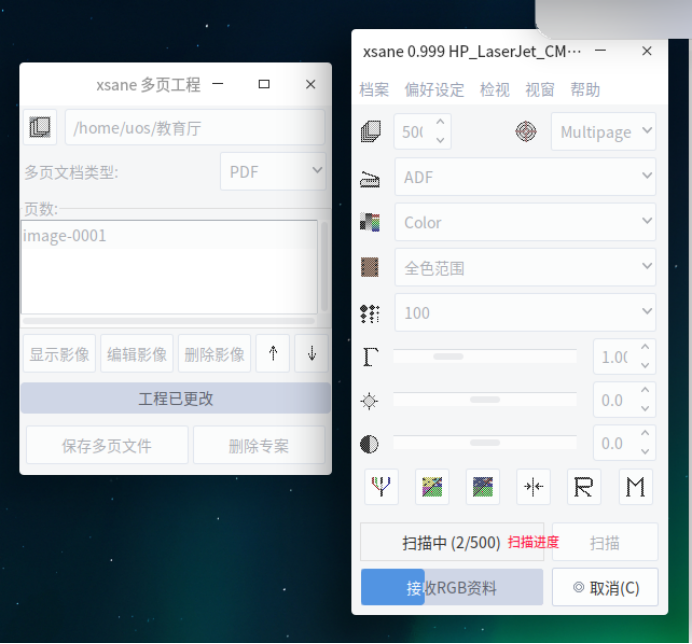 xsane 多页工程
/home/uos/教育厅
多页文档类型:
PDF
页数:
image-0001
显示影像
编辑影像
删除影像
工程已更改
保存多页文件
删除专案
xsane 0.999 HP_LaserJet_CM···
档案 偏好设定 检视 视窗 帮助
500
Multipage
ADF
Color
全色范围
100
1.00
0.0
0.0
R M
扫描中 (2/500)
扫描进度
扫描
接收RGB资料
取消(C)